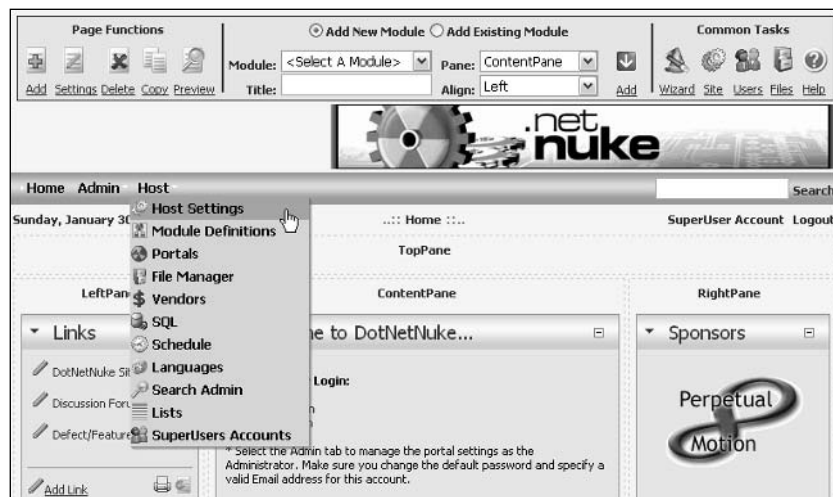 Page Functions
Add New Module Add Existing Module
Common Tasks
Module: <Select A Module> Pane: ContentPane
Title: Align: Left
Add Settings Delete Copy Preview
Add
Wizard Site Users Files Help
.net
nuke
Home Admin Host
Search
Sunday, January 30
..:: Home ::..
SuperUser Account Logout
Host Settings
Module Definitions
Portals
File Manager
Vendors
SQL
Schedule
Languages
Search Admin
Lists
SuperUsers Accounts
TopPane
LeftPan
ContentPane
RightPane
Links
DotNetNuke Sit
Discussion Foru
Defect/Feature
Add Link
e to DotNetNuke...
Login:
* Select the Admin tab to manage the portal settings as the
Administrator. Make sure you change the default password and specify a
valid Email address for this account.
Sponsors
Perpetual
Motion